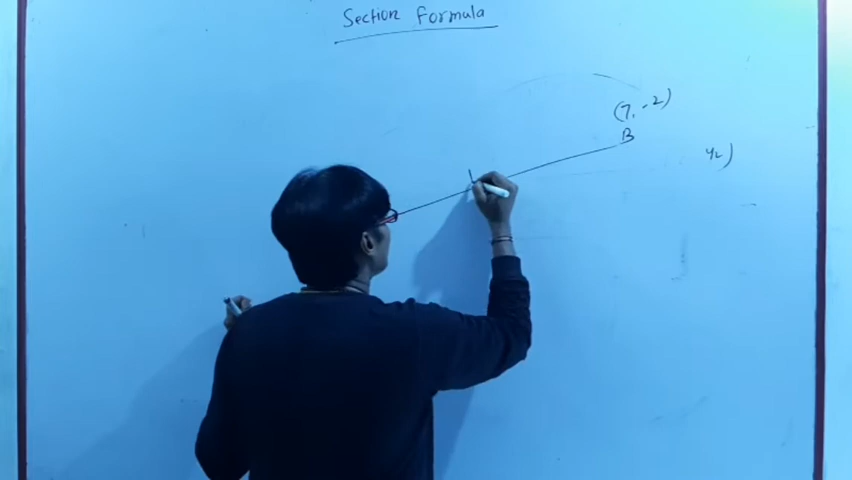 Section Formula
(7, -2)
B
y₂)